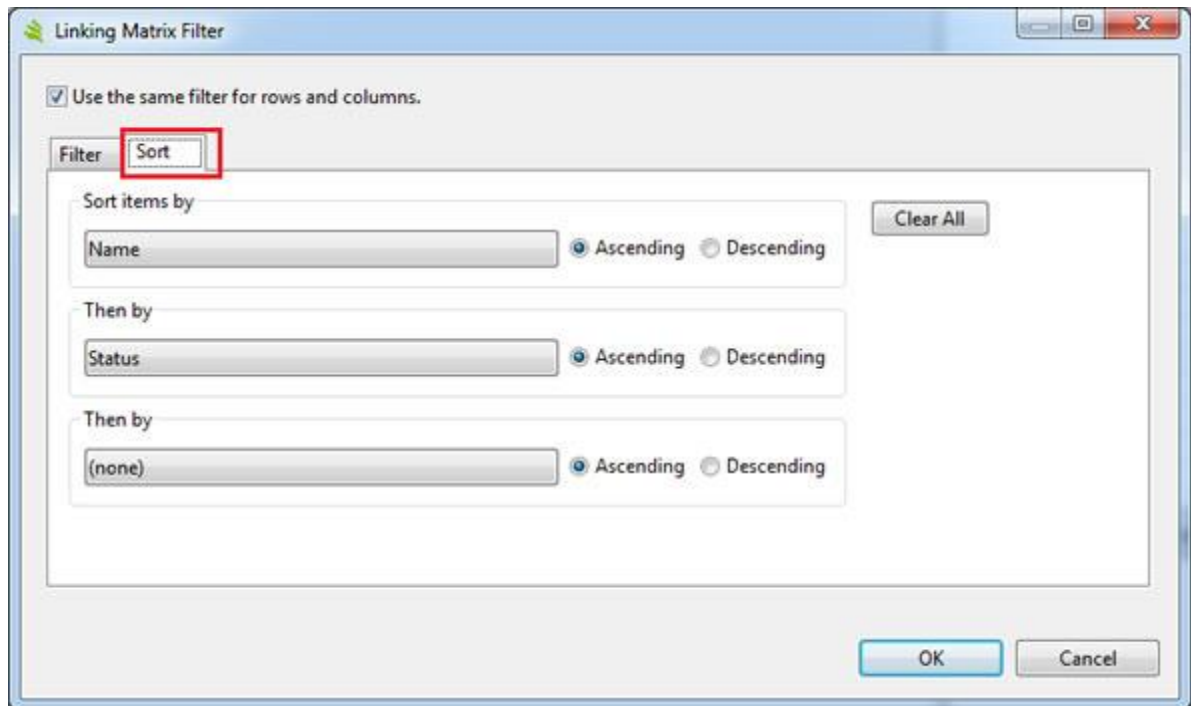 Linking Matrix Filter
Use the same filter for rows and columns.
Filter Sort
Sort items by
Clear All
Name Ascending Descending
Then by
Status Ascending Descending
Then by
(none) Ascending Descending
OK Cancel